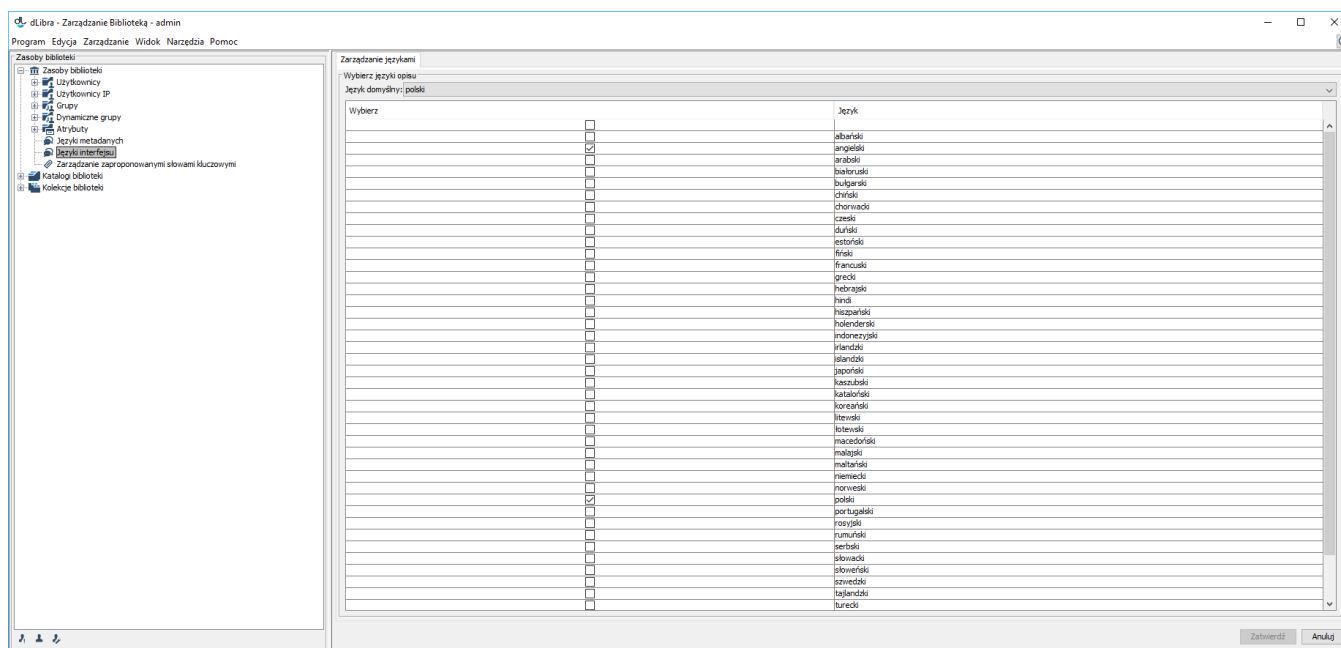 dLibra - Zarządzanie Biblioteką - admin
Program Edycja Zarządzanie Widok Narzędzia Pomoc
Zasoby biblioteki
Zasoby biblioteki
Użytkownicy
Użytkownicy IP
Grupy
Dynamiczne grupy
Atrybuty
Języki metadanych
Języki interfejsu
Zarządzanie zaproponowanymi słowami kluczowymi
Katalogi biblioteki
Kolekcje biblioteki
Zarządzanie językami
Wybierz języki opisu
Język domyślny: polski
Wybierz Język
albański
angielski
arabski
białoruski
bułgarski
chiński
chorwacki
czeski
duński
estoński
fiński
francuski
grecki
hebrajski
hindi
hiszpański
holenderski
indonezyjski
irlandzki
islandzki
japoński
kaszubski
kataloński
koreański
litewski
łotewski
macedoński
malajski
maltański
niemiecki
norweski
polski
portugalski
rosyjski
rumuński
serbski
słowacki
słoweński
szwedzki
tajlandzki
turecki
Zatwierdź Anuluj